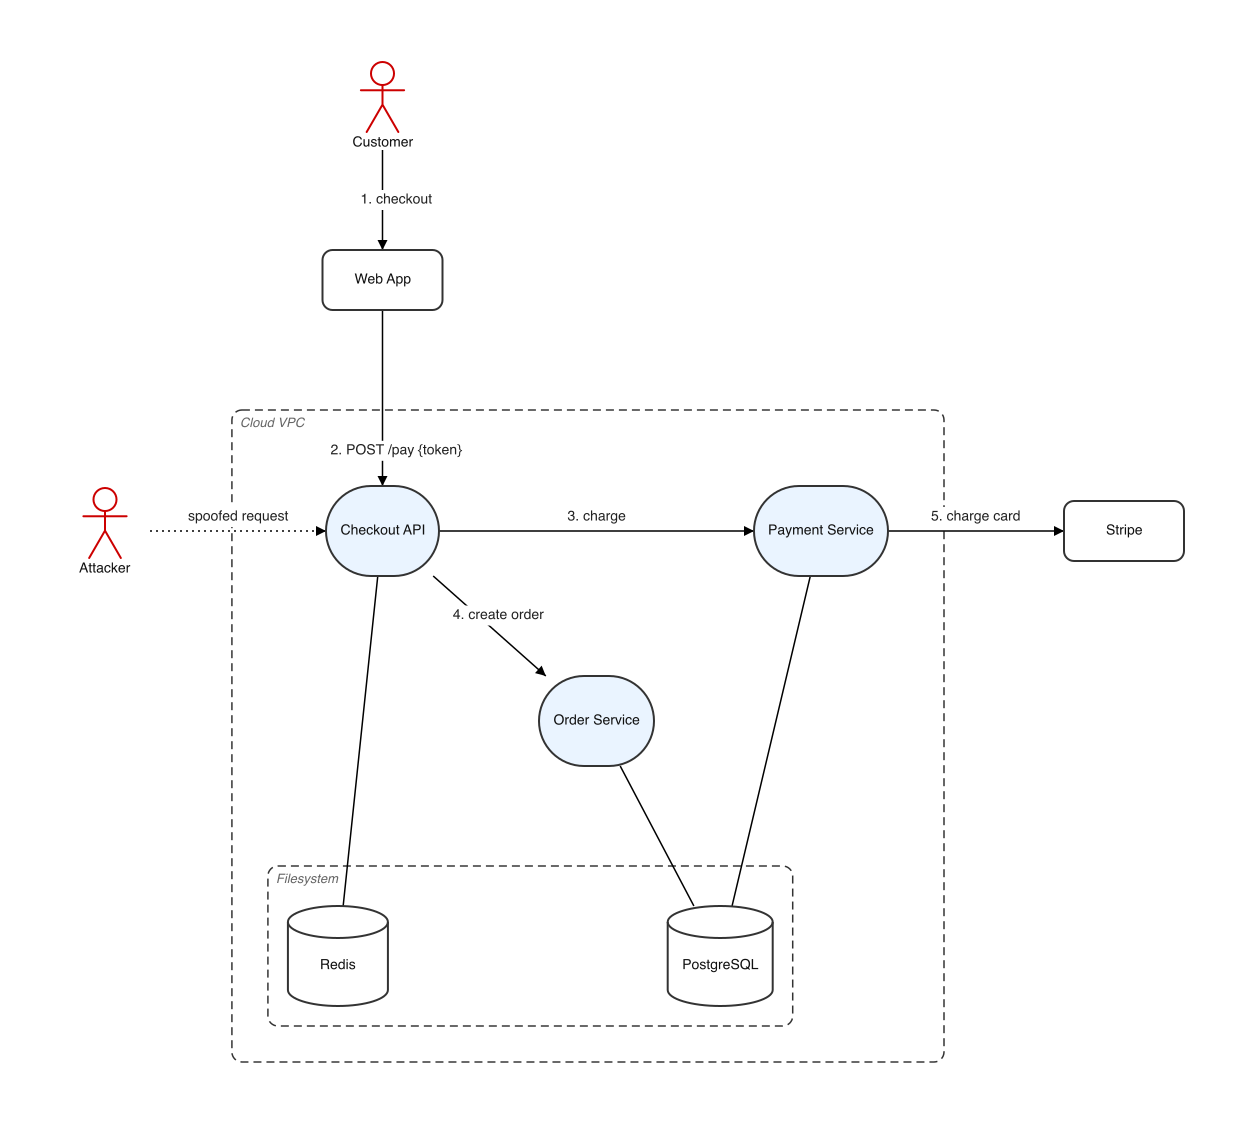 Customer
1. checkout
Web App
Cloud VPC
2. POST /pay {token}
Attacker
spoofed request
Checkout API
3. charge
Payment Service
5. charge card
Stripe
4. create order
Order Service
Filesystem
Redis
PostgreSQL